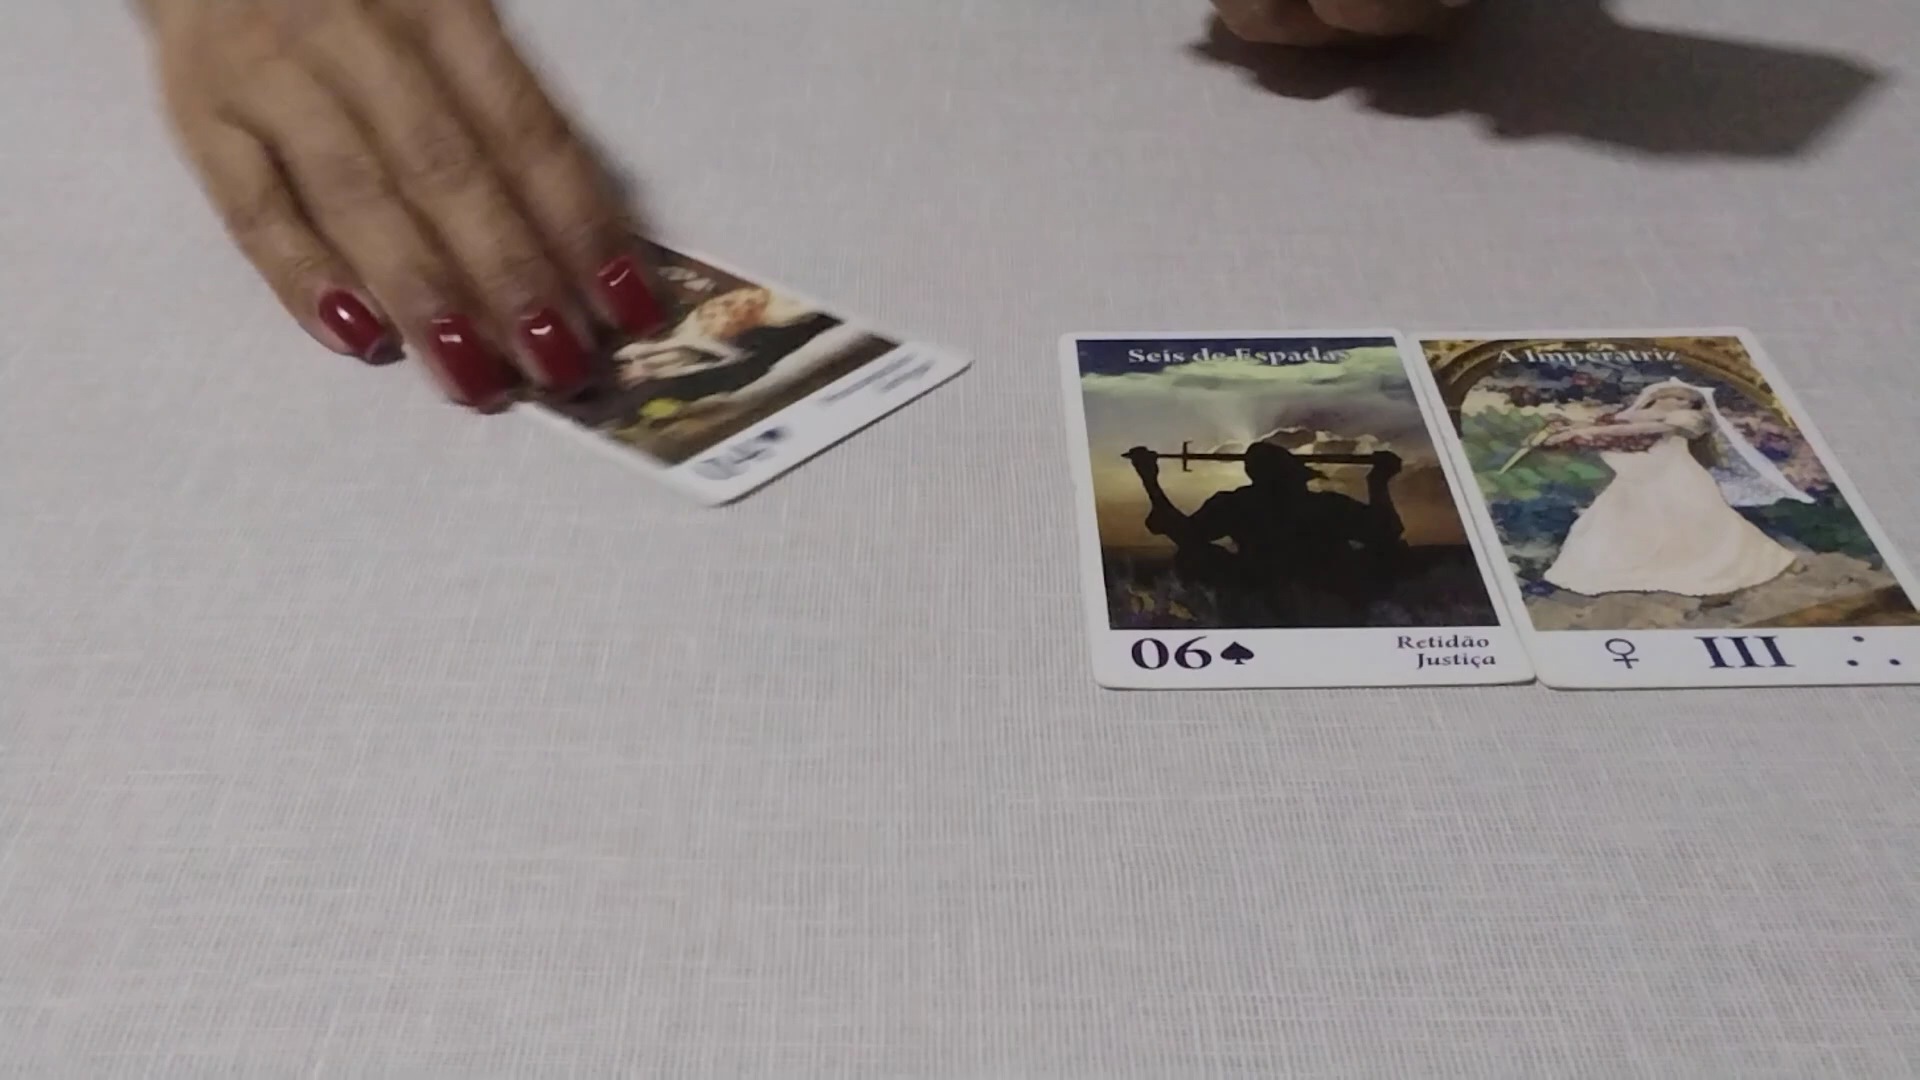 Seis de Espadas
06♠
Retidão
Justiça
A Imperatriz
♀ III